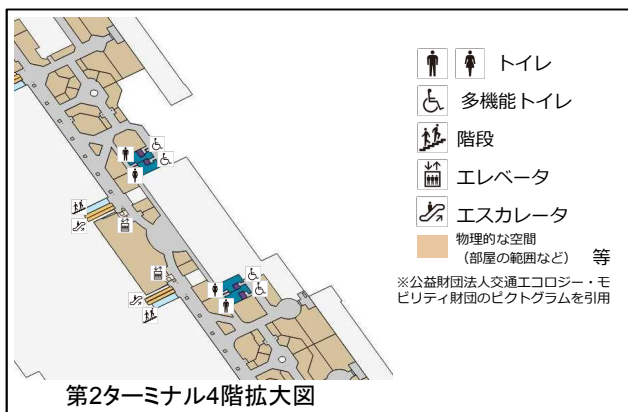 トイレ
多機能トイレ
階段
エレベータ
エスカレータ
物理的な空間
（部屋の範囲など） 等
※公益財団法人交通エコロジー・モ
ビリティ財団のピクトグラムを引用
第2ターミナル4階拡大図